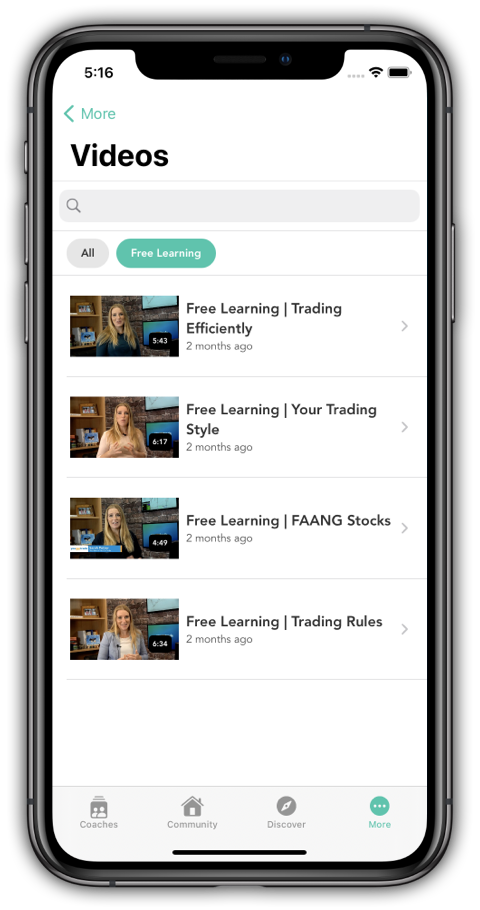 5:16
More
Videos
All
Free Learning
Free Learning | Trading
Efficiently
2 months ago
5:43
Free Learning | Your Trading
Style
2 months ago
6:17
Free Learning | FAANG Stocks
2 months ago
4:49
Free Learning | Trading Rules
2 months ago
6:34
Coaches
Community
Discover
More